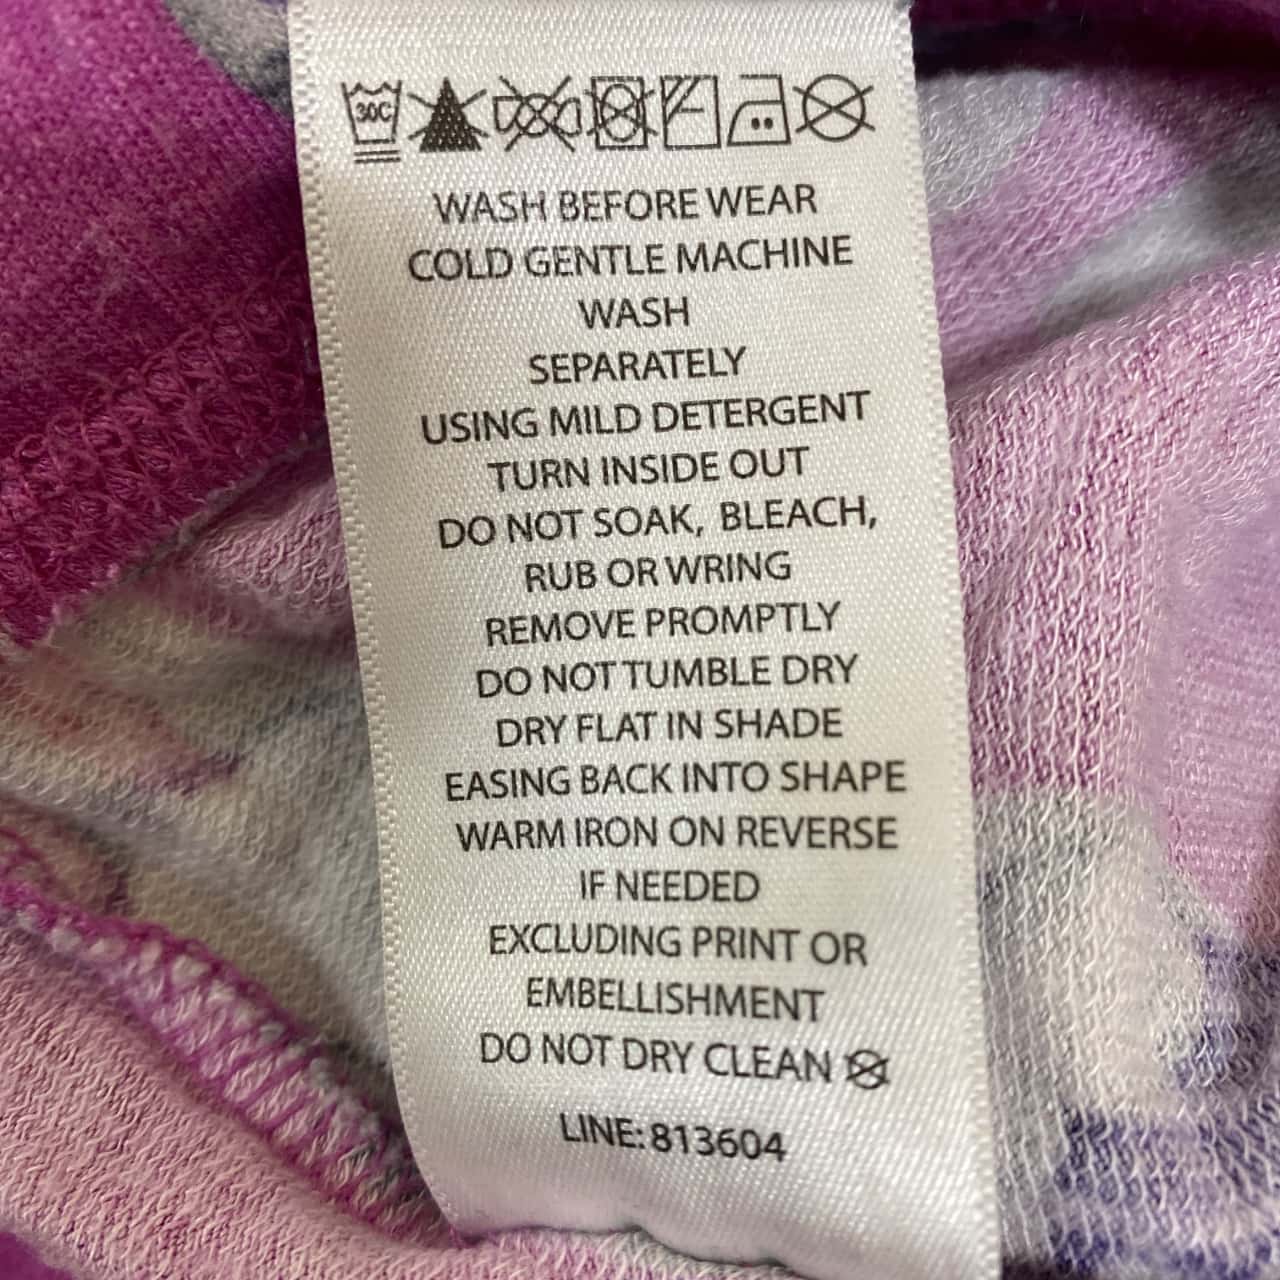 30C
WASH BEFORE WEAR
COLD GENTLE MACHINE
WASH
SEPARATELY
USING MILD DETERGENT
TURN INSIDE OUT
DO NOT SOAK, BLEACH,
RUB OR WRING
REMOVE PROMPTLY
DO NOT TUMBLE DRY
DRY FLAT IN SHADE
EASING BACK INTO SHAPE
WARM IRON ON REVERSE
IF NEEDED
EXCLUDING PRINT OR
EMBELLISHMENT
DO NOT DRY CLEAN
LINE: 813604